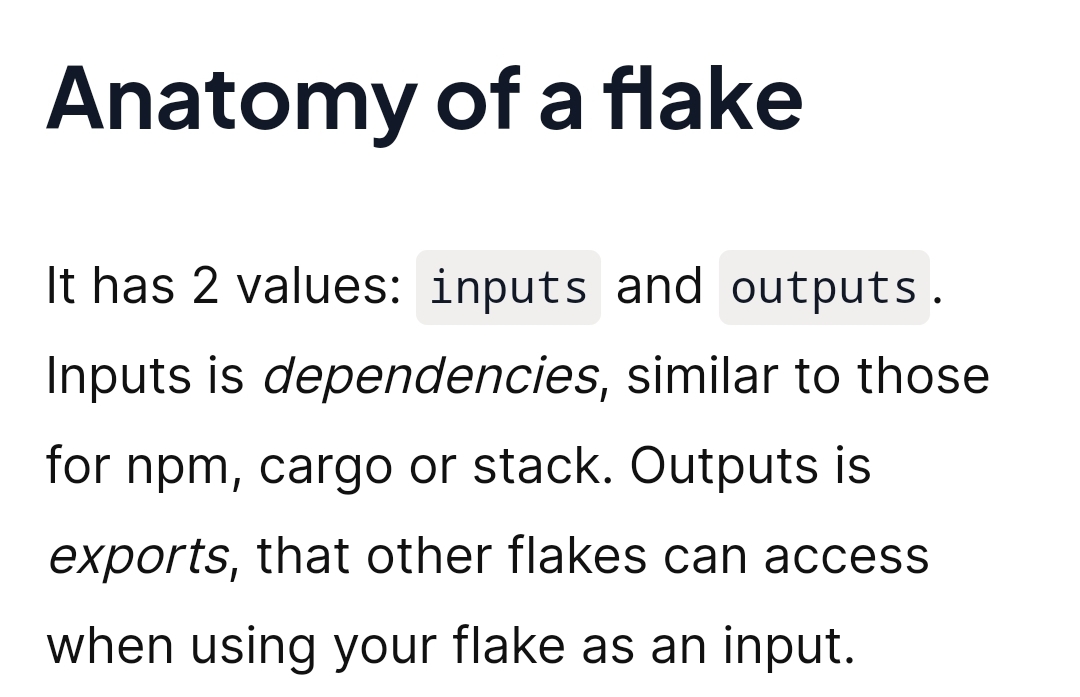 Anatomy of a flake
It has 2 values: inputs and outputs.
Inputs is dependencies, similar to those
for npm, cargo or stack. Outputs is
exports, that other flakes can access
when using your flake as an input.